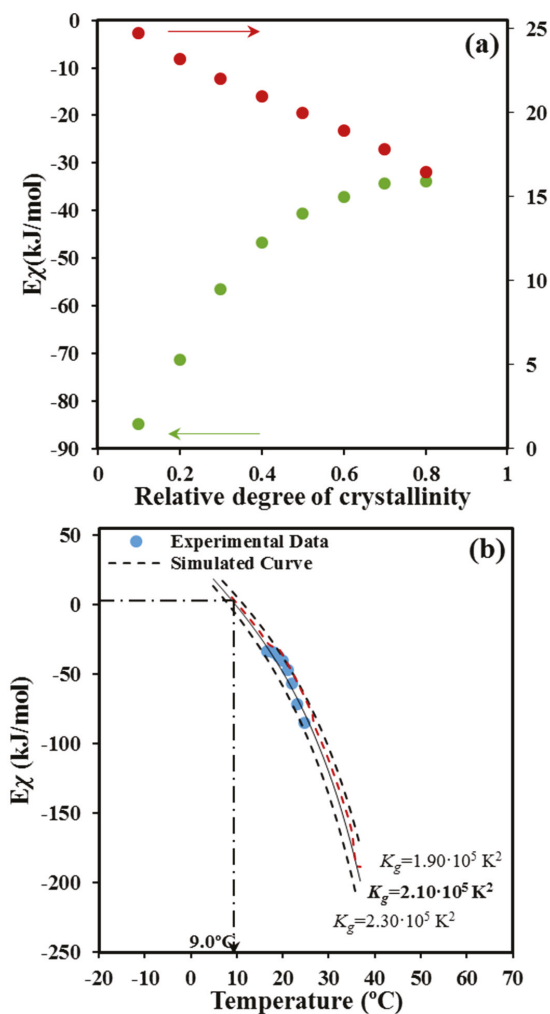 0
-10
-20
-30
-40
-50
-60
-70
-80
-90
Eχ(kJ/mol)
25
20
15
10
5
0
(a)
0 0.2 0.4 0.6 0.8 1
Relative degree of crystallinity
50
0
-50
-100
-150
-200
-250
Eχ (kJ/mol)
Experimental Data
Simulated Curve
(b)
Kg=1.90·10⁵ K²
Kg=2.10·10⁵ K²
Kg=2.30·10⁵ K²
9.0ºC
-20 -10 0 10 20 30 40 50 60 70
Temperature (ºC)